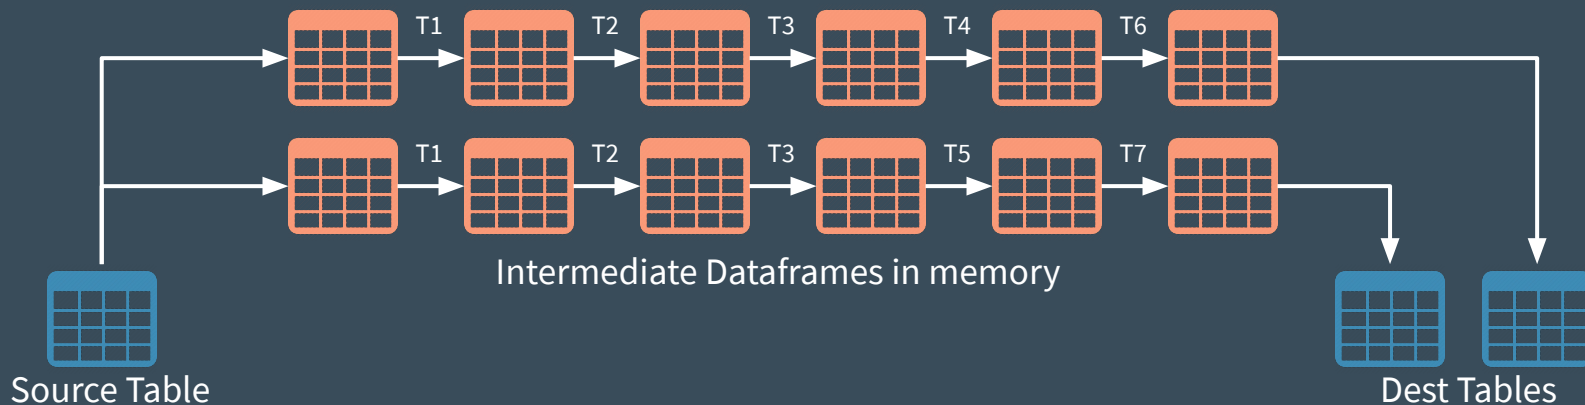 T1 T2 T3 T4 T6
T1 T2 T3 T5 T7
Intermediate Dataframes in memory
Source Table
Dest Tables